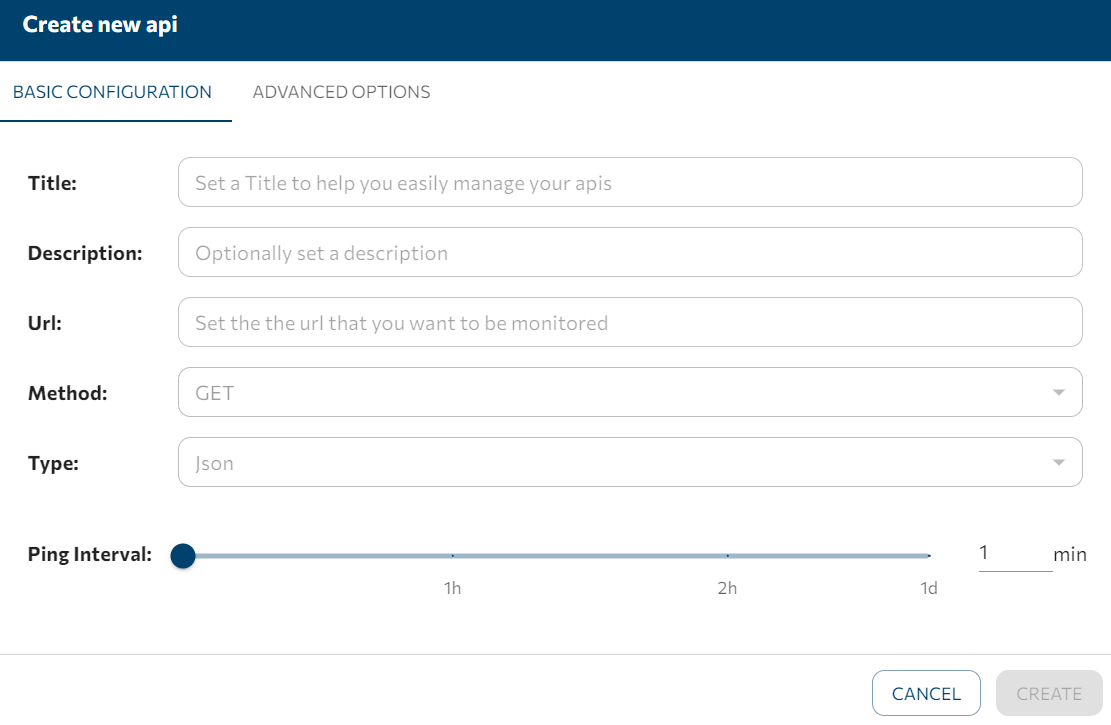 Create new api
BASIC CONFIGURATION ADVANCED OPTIONS
Title: Set a Title to help you easily manage your apis
Description: Optionally set a description
Url: Set the the url that you want to be monitored
Method: GET
Type: Json
Ping Interval: 1 min
1h 2h 1d
CANCEL CREATE